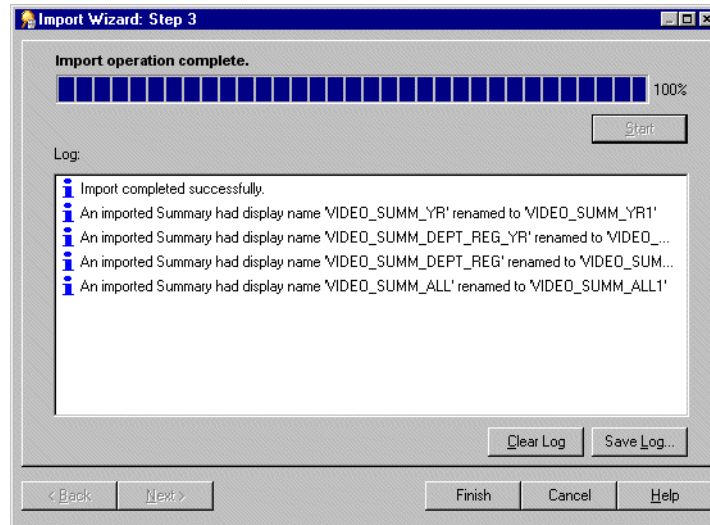 Import Wizard: Step 3
Import operation complete.
100%
Start
Log:
Import completed successfully.
An imported Summary had display name 'VIDEO_SUMM_YR' renamed to 'VIDEO_SUMM_YR1'
An imported Summary had display name 'VIDEO_SUMM_DEPT_REG_YR' renamed to 'VIDEO_...
An imported Summary had display name 'VIDEO_SUMM_DEPT_REG' renamed to 'VIDEO_SUM...
An imported Summary had display name 'VIDEO_SUMM_ALL' renamed to 'VIDEO_SUMM_ALL1'
Clear Log Save Log...
< Back Next > Finish Cancel Help